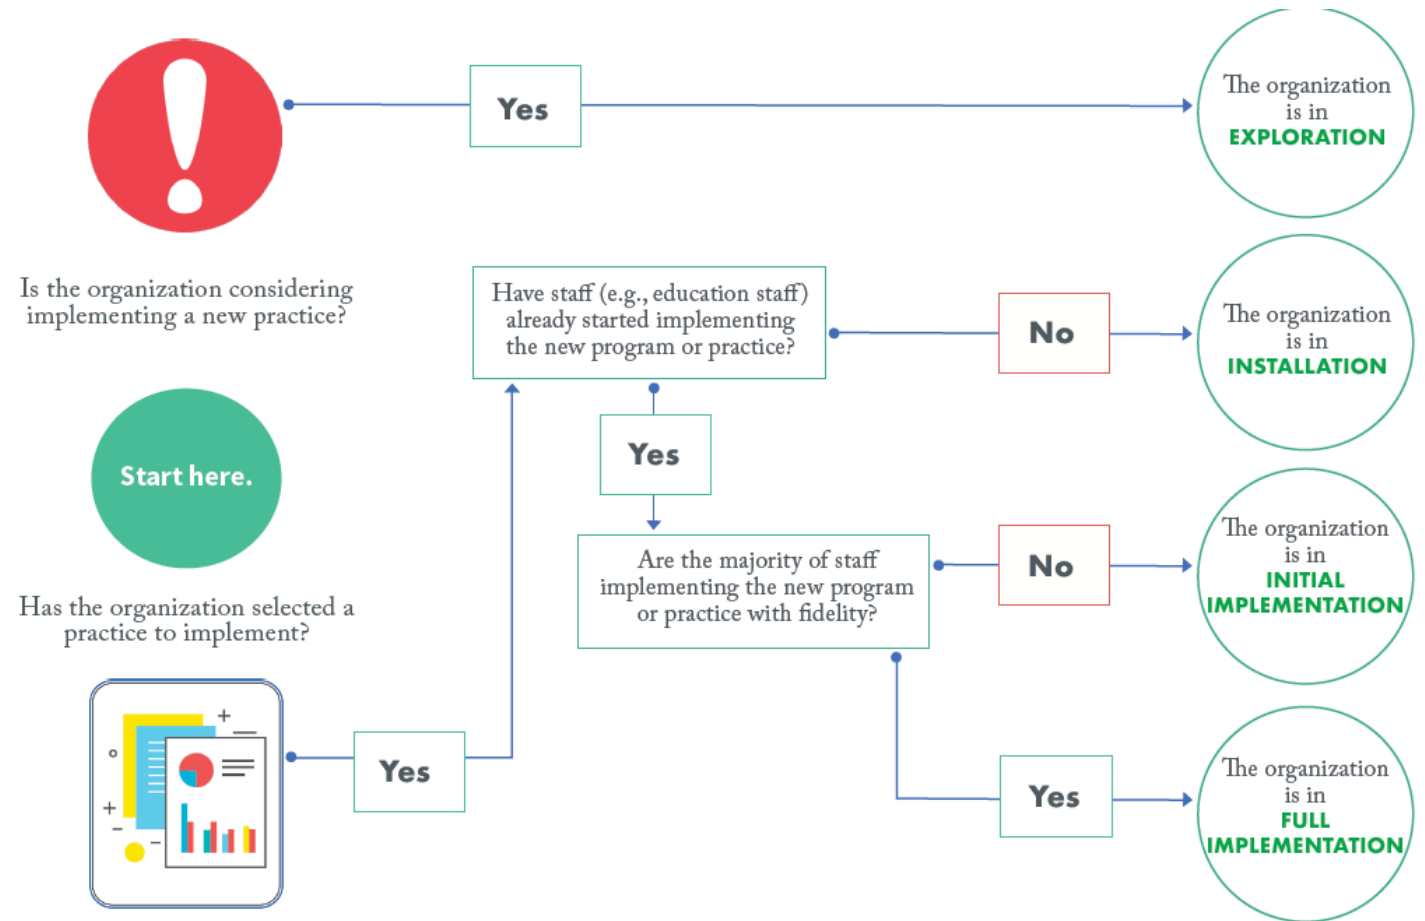 Yes
The organization
is in
EXPLORATION
Is the organization considering
implementing a new practice?
Have staff (e.g., education staff)
already started implementing
the new program or practice?
No
The organization
is in
INSTALLATION
Start here.
Yes
Has the organization selected a
practice to implement?
Are the majority of staff
implementing the new program
or practice with fidelity?
No
The organization
is in
INITIAL
IMPLEMENTATION
Yes
Yes
The organization
is in
FULL
IMPLEMENTATION